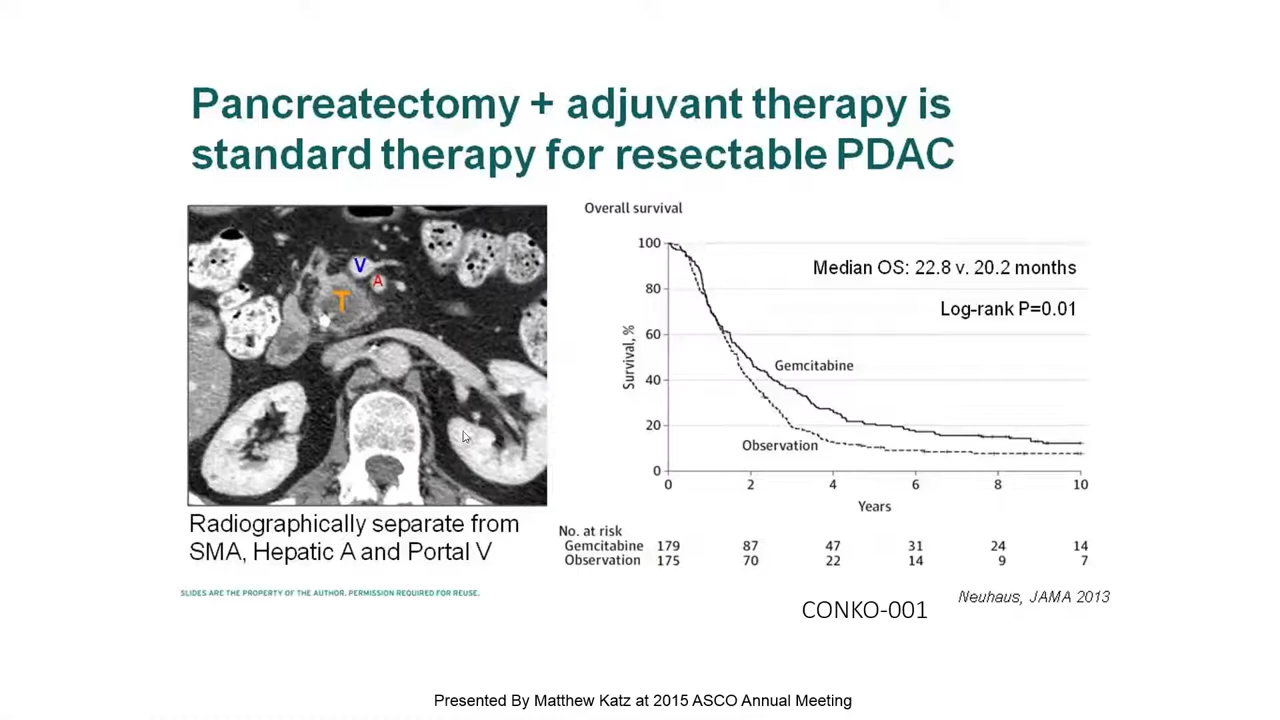 Pancreatectomy + adjuvant therapy is
standard therapy for resectable PDAC
V
A
T
Radiographically separate from
SMA, Hepatic A and Portal V
Overall survival
Median OS: 22.8 v. 20.2 months
Log-rank P=0.01
Survival, %
100
80
60
40
20
0
Gemcitabine
Observation
0 2 4 6 8 10
Years
No. at risk
Gemcitabine 179 87 47 31 24 14
Observation 175 70 22 14 9 7
SLIDES ARE THE PROPERTY OF THE AUTHOR. PERMISSION REQUIRED FOR REUSE.
Neuhaus, JAMA 2013
CONKO-001
Presented By Matthew Katz at 2015 ASCO Annual Meeting